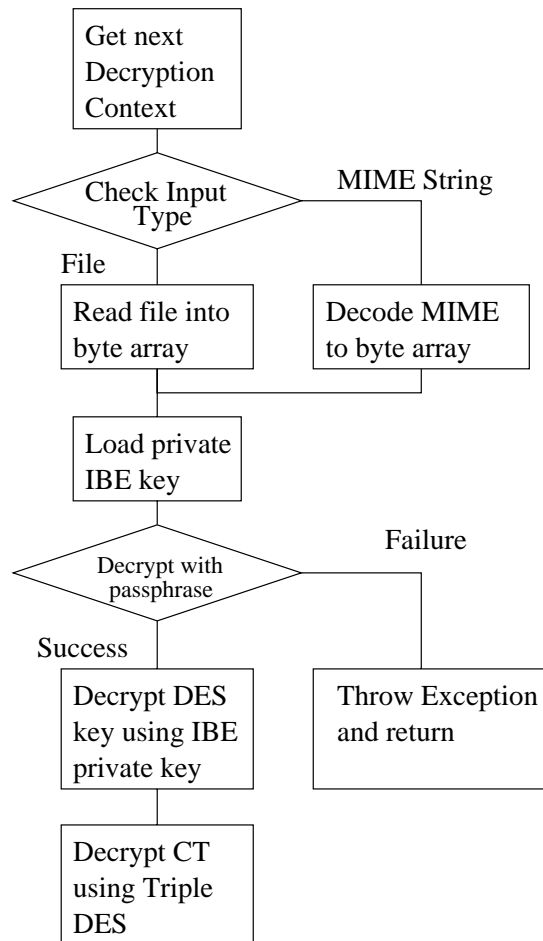 Get next
Decryption
Context
Check Input
Type
MIME String
File
Read file into
byte array
Decode MIME
to byte array
Load private
IBE key
Decrypt with
passphrase
Failure
Success
Decrypt DES
key using IBE
private key
Throw Exception
and return
Decrypt CT
using Triple
DES